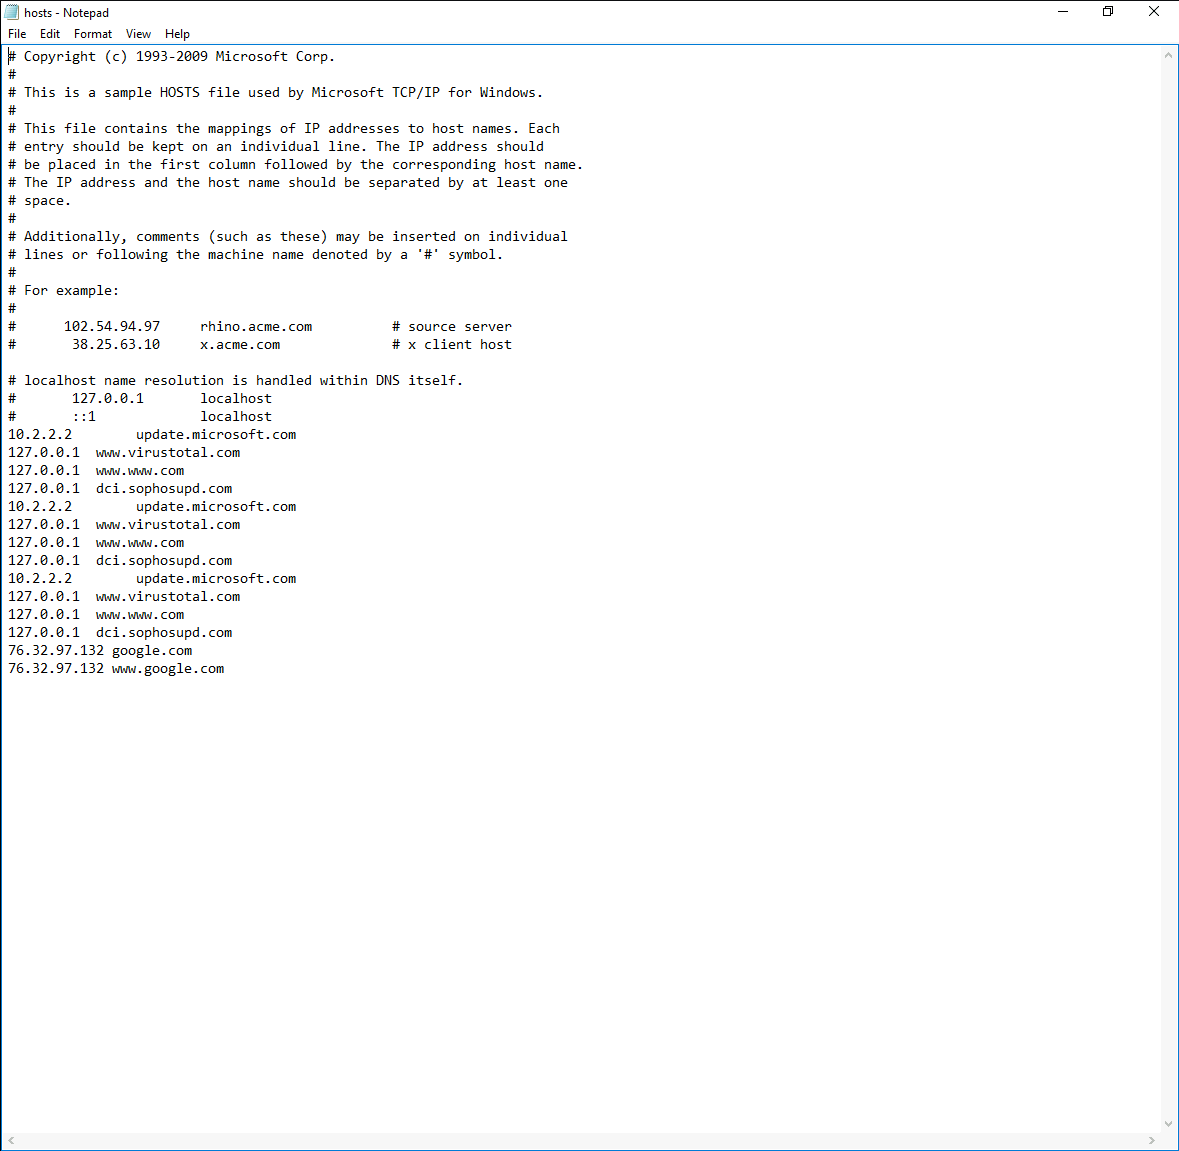 hosts - Notepad
File Edit Format View Help
# Copyright (c) 1993-2009 Microsoft Corp.
#
# This is a sample HOSTS file used by Microsoft TCP/IP for Windows.
#
# This file contains the mappings of IP addresses to host names. Each
# entry should be kept on an individual line. The IP address should
# be placed in the first column followed by the corresponding host name.
# The IP address and the host name should be separated by at least one
# space.
#
# Additionally, comments (such as these) may be inserted on individual
# lines or following the machine name denoted by a '#' symbol.
#
# For example:
#
#      102.54.94.97     rhino.acme.com          # source server
#       38.25.63.10     x.acme.com              # x client host

# localhost name resolution is handled within DNS itself.
#       127.0.0.1       localhost
#       ::1             localhost
10.2.2.2        update.microsoft.com
127.0.0.1  www.virustotal.com
127.0.0.1  www.www.com
127.0.0.1  dci.sophosupd.com
10.2.2.2        update.microsoft.com
127.0.0.1  www.virustotal.com
127.0.0.1  www.www.com
127.0.0.1  dci.sophosupd.com
10.2.2.2        update.microsoft.com
127.0.0.1  www.virustotal.com
127.0.0.1  www.www.com
127.0.0.1  dci.sophosupd.com
76.32.97.132 google.com
76.32.97.132 www.google.com